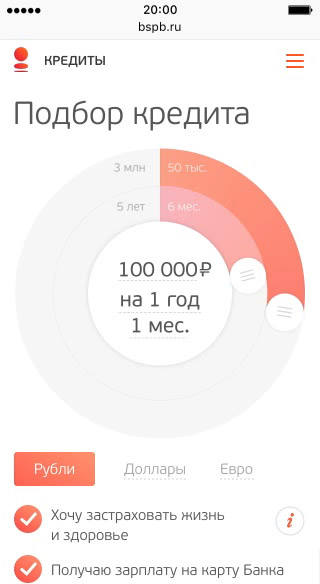 20:00
bspb.ru
КРЕДИТЫ
Подбор кредита
3 млн 50 тыс.
5 лет 6 мес.
100 000 ₽
на 1 год
1 мес.
Рубли Доллары Евро
Хочу застраховать жизнь
и здоровье
Получаю зарплату на карту Банка